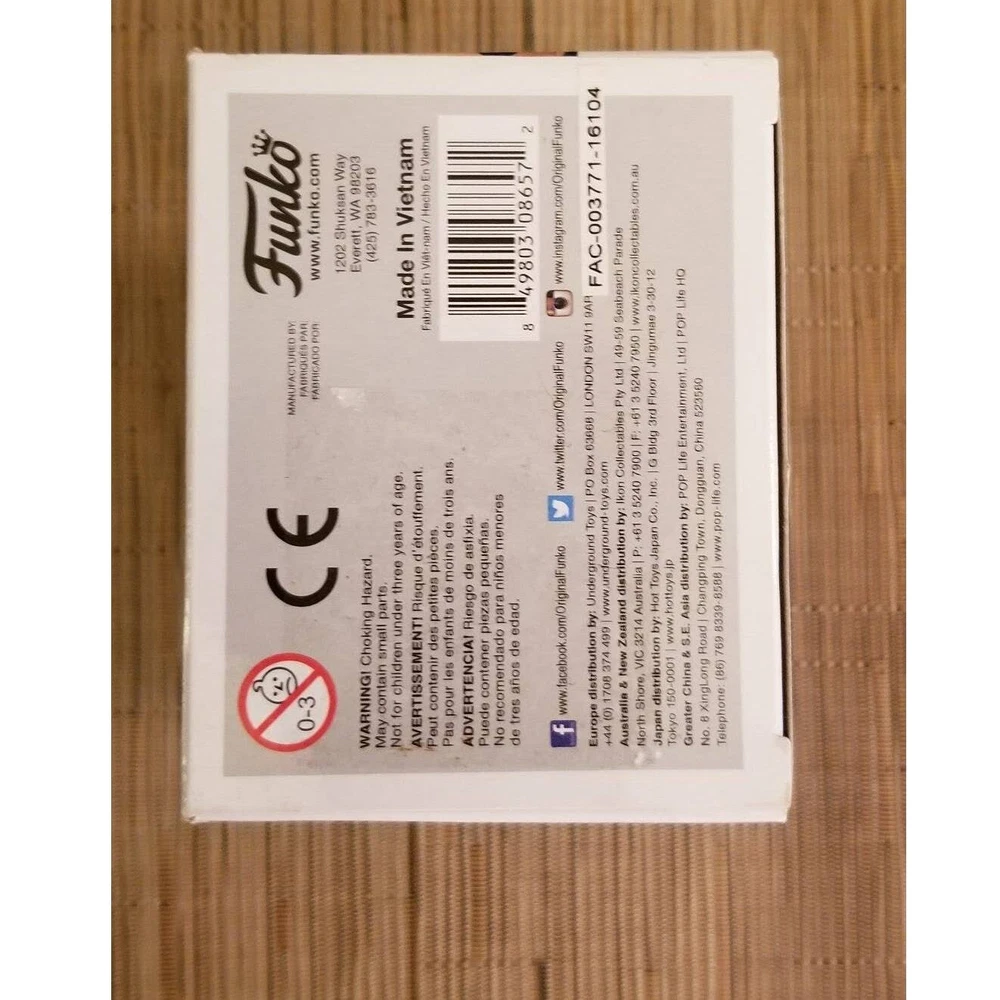 0-3
CE
MANUFACTURED BY:
FABRIQUÉS PAR:
FABRICADO POR:
Funko
www.funko.com
1202 Shuksan Way
Everett, WA 98203
(425) 783-3616
Made In Vietnam
Fabriqué En Viêt-nam / Hecho En Vietnam
8 49803 08657 2
WARNING! Choking Hazard.
May contain small parts.
Not for children under three years of age.
AVERTISSEMENT! Risque d'étouffement.
Peut contenir des petites pièces.
Pas pour les enfants de moins de trois ans.
ADVERTENCIA! Riesgo de asfixia.
Puede contener piezas pequeñas.
No recomendado para niños menores
de tres años de edad.
www.facebook.com/OriginalFunko
www.twitter.com/OriginalFunko
www.instagram.com/OriginalFunko
FAC-003771-16104
Europe distribution by: Underground Toys | PO Box 63668 | LONDON SW11 9AR
+44 (0) 1708 374 499 | www.underground-toys.com
Australia & New Zealand distribution by: Ikon Collectables Pty Ltd | 49-59 Seabeach Parade
North Shore, VIC 3214 Australia | P: +61 3 5240 7900 | F: +61 3 5240 7950 | www.ikoncollectables.com.au
Japan distribution by: Hot Toys Japan Co., Inc. | G Bldg 3rd Floor | Jingumae 3-30-12
Tokyo 150-0001 | www.hottoys.jp
Greater China & S.E. Asia distribution by: POP Life Entertainment, Ltd | POP Life HQ
No. 8 XingLong Road | Changping Town, Dongguan, China 523560
Telephone: (86) 769 8339-8588 | www.pop-life.com